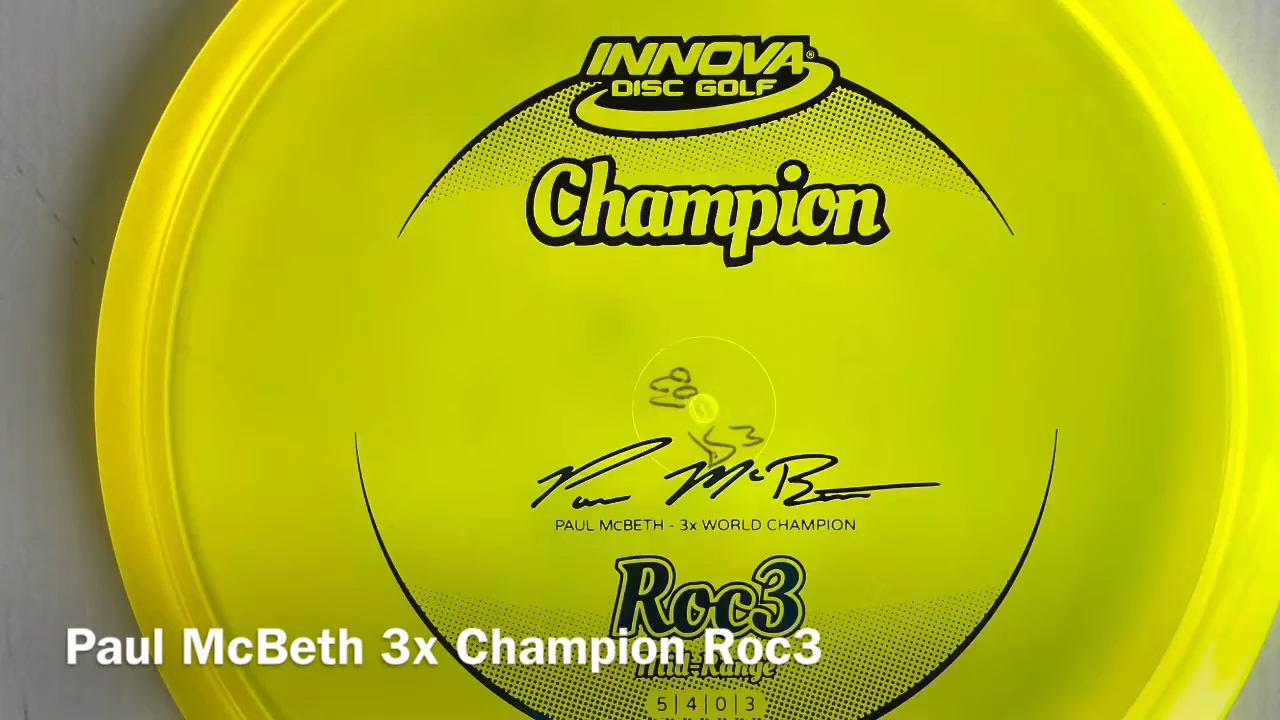 INNOVA®
DISC GOLF
Champion
PAUL McBETH - 3x WORLD CHAMPION
Roc3
Paul McBeth 3x Champion Roc3
Mid-Range
5 | 4 | 0 | 3